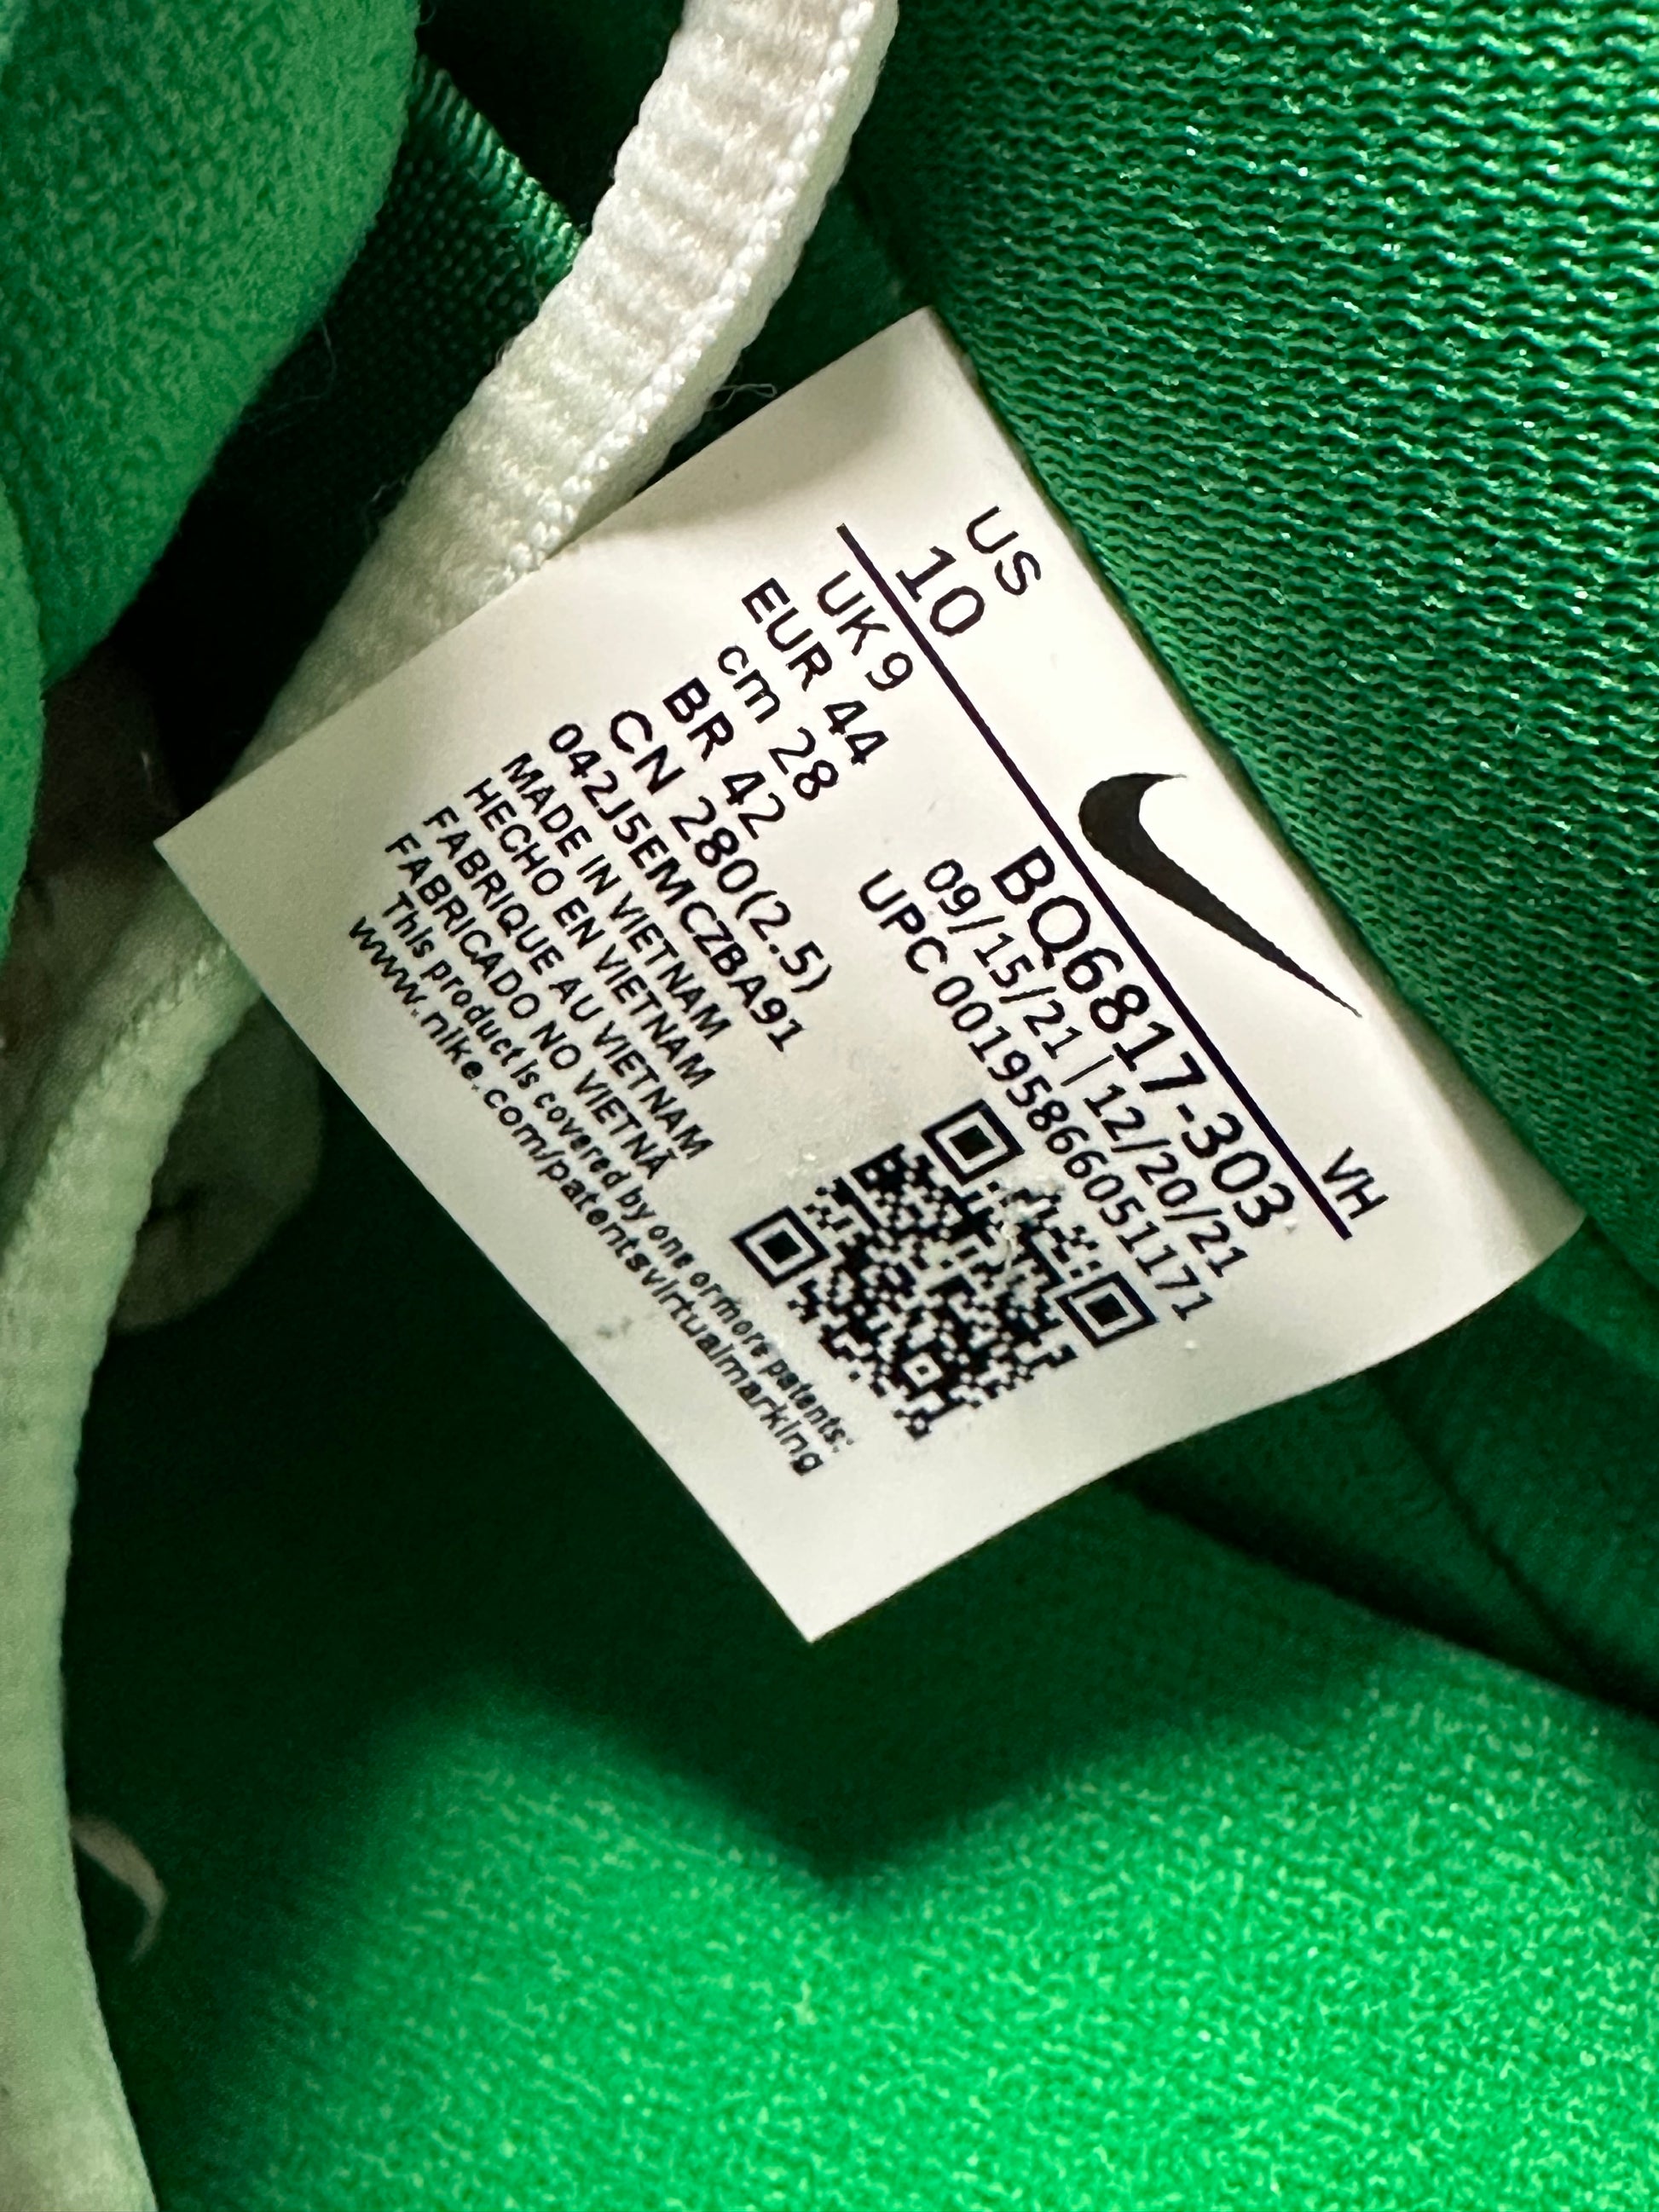 US
10
VH
UK 9
EUR 44
cm 28
BR 42
CN 280(2.5)
042J5EMCZBA91
MADE IN VIETNAM
HECHO EN VIETNAM
FABRIQUE AU VIETNAM
FABRICADO NO VIETNÃ
This product is covered by one or more patents:
www.nike.com/patentsvirtualmarking
BQ6817-303
09/15/21 | 12/20/21
UPC 00195866051171